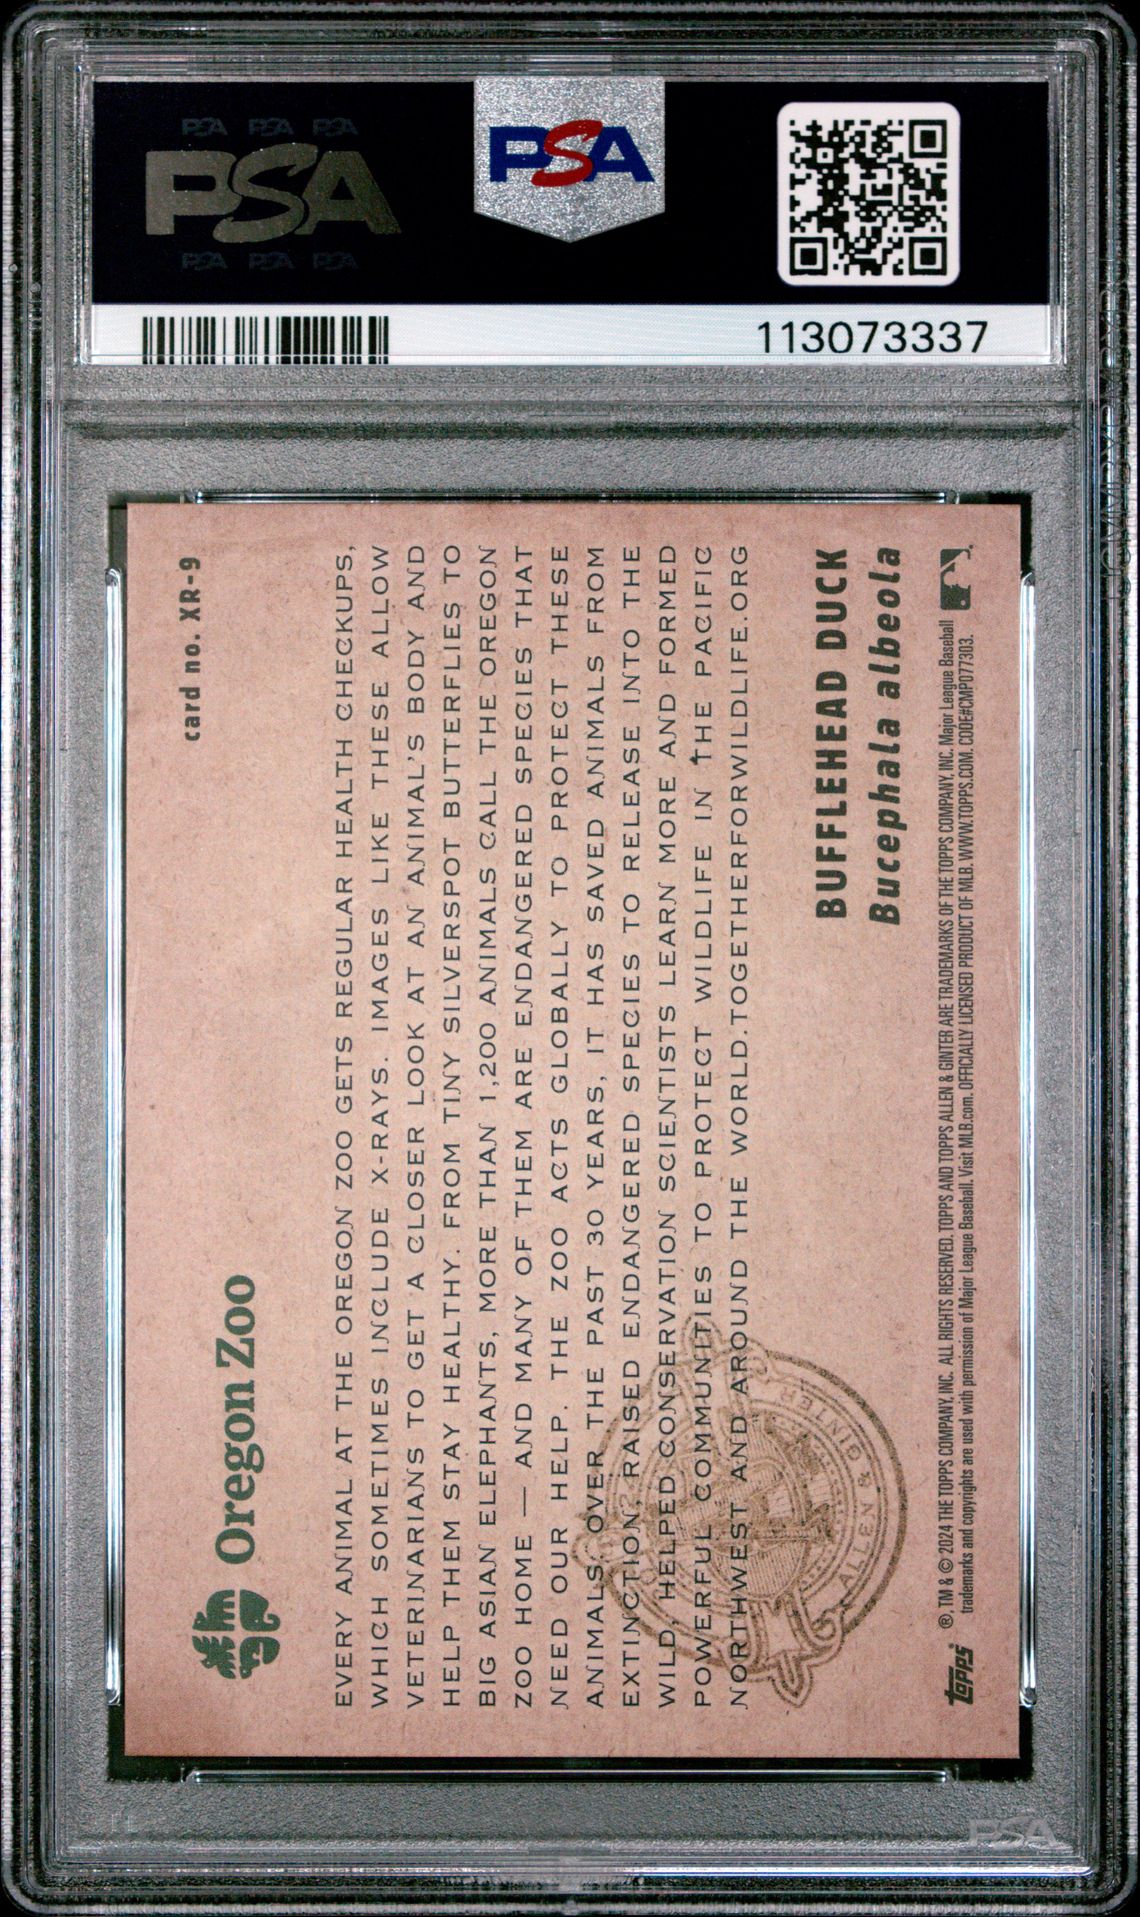 PSA PSA PSA
PSA
PSA PSA PSA
PSA
113073337
Oregon Zoo
card no. XR-9
EVERY ANIMAL AT THE OREGON ZOO GETS REGULAR HEALTH CHECKUPS,
WHICH SOMETIMES INCLUDE X-RAYS. IMAGES LIKE THESE ALLOW
VETERINARIANS TO GET A CLOSER LOOK AT AN ANIMAL'S BODY AND
HELP THEM STAY HEALTHY. FROM TINY SILVERSPOT BUTTERFLIES TO
BIG ASIAN ELEPHANTS, MORE THAN 1,200 ANIMALS CALL THE OREGON
ZOO HOME — AND MANY OF THEM ARE ENDANGERED SPECIES THAT
NEED OUR HELP. THE ZOO ACTS GLOBALLY TO PROTECT THESE
ANIMALS. OVER THE PAST 30 YEARS, IT HAS SAVED ANIMALS FROM
EXTINCTION, RAISED ENDANGERED SPECIES TO RELEASE INTO THE
WILD, HELPED CONSERVATION SCIENTISTS LEARN MORE AND FORMED
POWERFUL COMMUNITIES TO PROTECT WILDLIFE IN THE PACIFIC
NORTHWEST AND AROUND THE WORLD. TOGETHERFORWILDLIFE.ORG
ALLEN & GINTER
BUFFLEHEAD DUCK
Bucephala albeola
Topps
®, TM & © 2024 THE TOPPS COMPANY, INC. ALL RIGHTS RESERVED. TOPPS AND TOPPS ALLEN & GINTER ARE TRADEMARKS OF THE TOPPS COMPANY, INC. Major League Baseball
trademarks and copyrights are used with permission of Major League Baseball. Visit MLB.com. OFFICIALLY LICENSED PRODUCT OF MLB. WWW.TOPPS.COM. CODE#CMP077303.
PSA